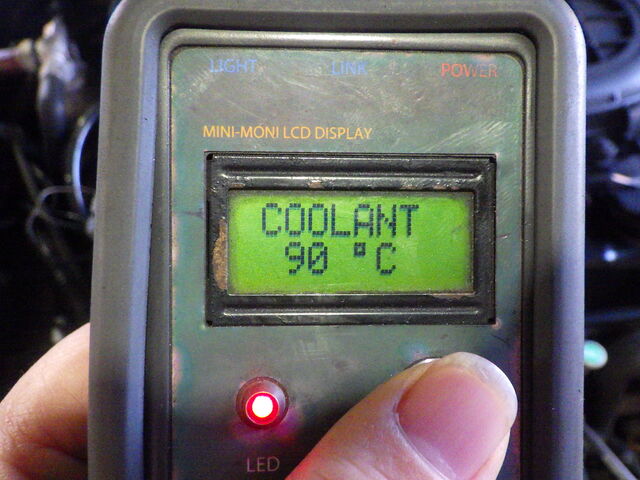 LIGHT LINK POWER
MINI-MONI LCD DISPLAY
COOLANT
90 °C
LED